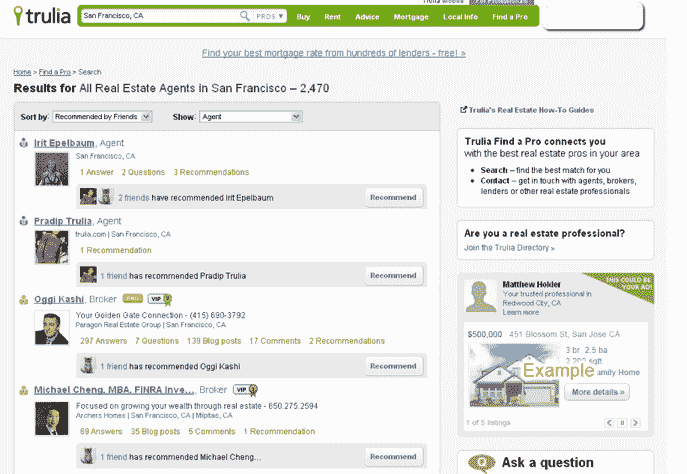 trulia
San Francisco, CA
PROS
Buy Rent Advice Mortgage Local Info Find a Pro
Find your best mortgage rate from hundreds of lenders - free! »
Home > Find a Pro > Search
Results for All Real Estate Agents in San Francisco – 2,470
Sort by: Recommended by Friends Show: Agent
Irit Epelbaum, Agent
San Francisco, CA
1 Answer 2 Questions 3 Recommendations
2 friends have recommended Irit Epelbaum Recommend
Pradip Trulia, Agent
trulia.com | San Francisco, CA
1 Recommendation
1 friend has recommended Pradip Trulia Recommend
Oggi Kashi, Broker PRO VIP
Your Golden Gate Connection - (415) 690-3792
Paragon Real Estate Group | San Francisco, CA
297 Answers 7 Questions 139 Blog posts 17 Comments 2 Recommendations
1 friend has recommended Oggi Kashi Recommend
Michael Cheng, MBA, FINRA inve..., Broker VIP
Focused on growing your wealth through real estate - 650.275.2594
Archers Homes | San Francisco, CA | Milpitas, CA
69 Answers 35 Blog posts 5 Comments 1 Recommendation
1 friend has recommended Michael Cheng... Recommend
Trulia's Real Estate How-To Guides
Trulia Find a Pro connects you
with the best real estate pros in your area
• Search – find the best match for you
• Contact – get in touch with agents, brokers,
lenders or other real estate professionals
Are you a real estate professional?
Join the Trulia Directory »
Matthew Holder
Your trusted professional in
Redwood City, CA
Learn more
THIS COULD BE
YOUR AD!
$500,000 451 Blossom St, San Jose CA
3 br 2.5 ba
sqft
Family Home
Example
More details »
1 of 5 listings
Ask a question